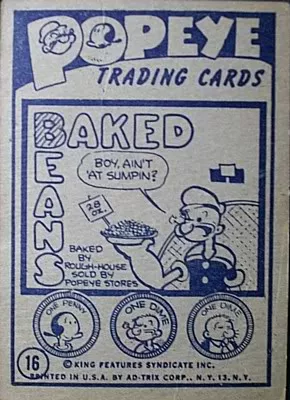 POPEYE
TRADING CARDS
BAKED
BEANS
BOY, AIN'T
'AT SUMPIN?
28
OZ.
BAKED
BY
ROUGH-HOUSE
SOLD BY
POPEYE STORES
ONE PENNY
ONE DIME
ONE DIME
16
© KING FEATURES SYNDICATE INC.
PRINTED IN U.S.A. BY AD-TRIX CORP., N.Y. 13, N.Y.